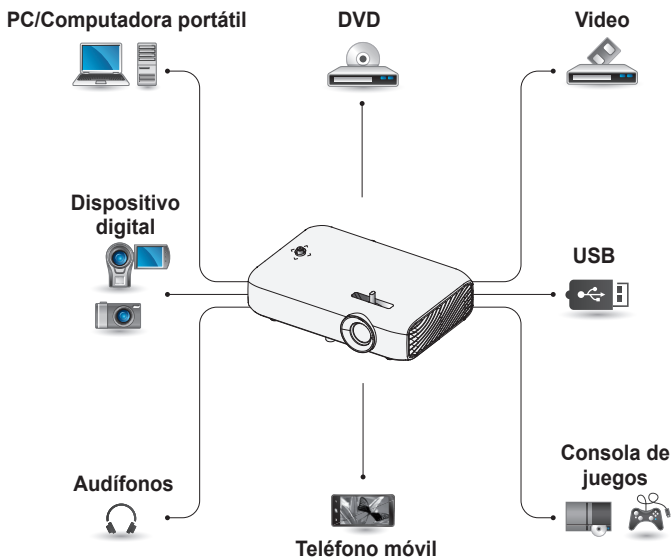 PC/Computadora portátil
DVD
Video
Dispositivo
digital
USB
Audífonos
Teléfono móvil
Consola de
juegos